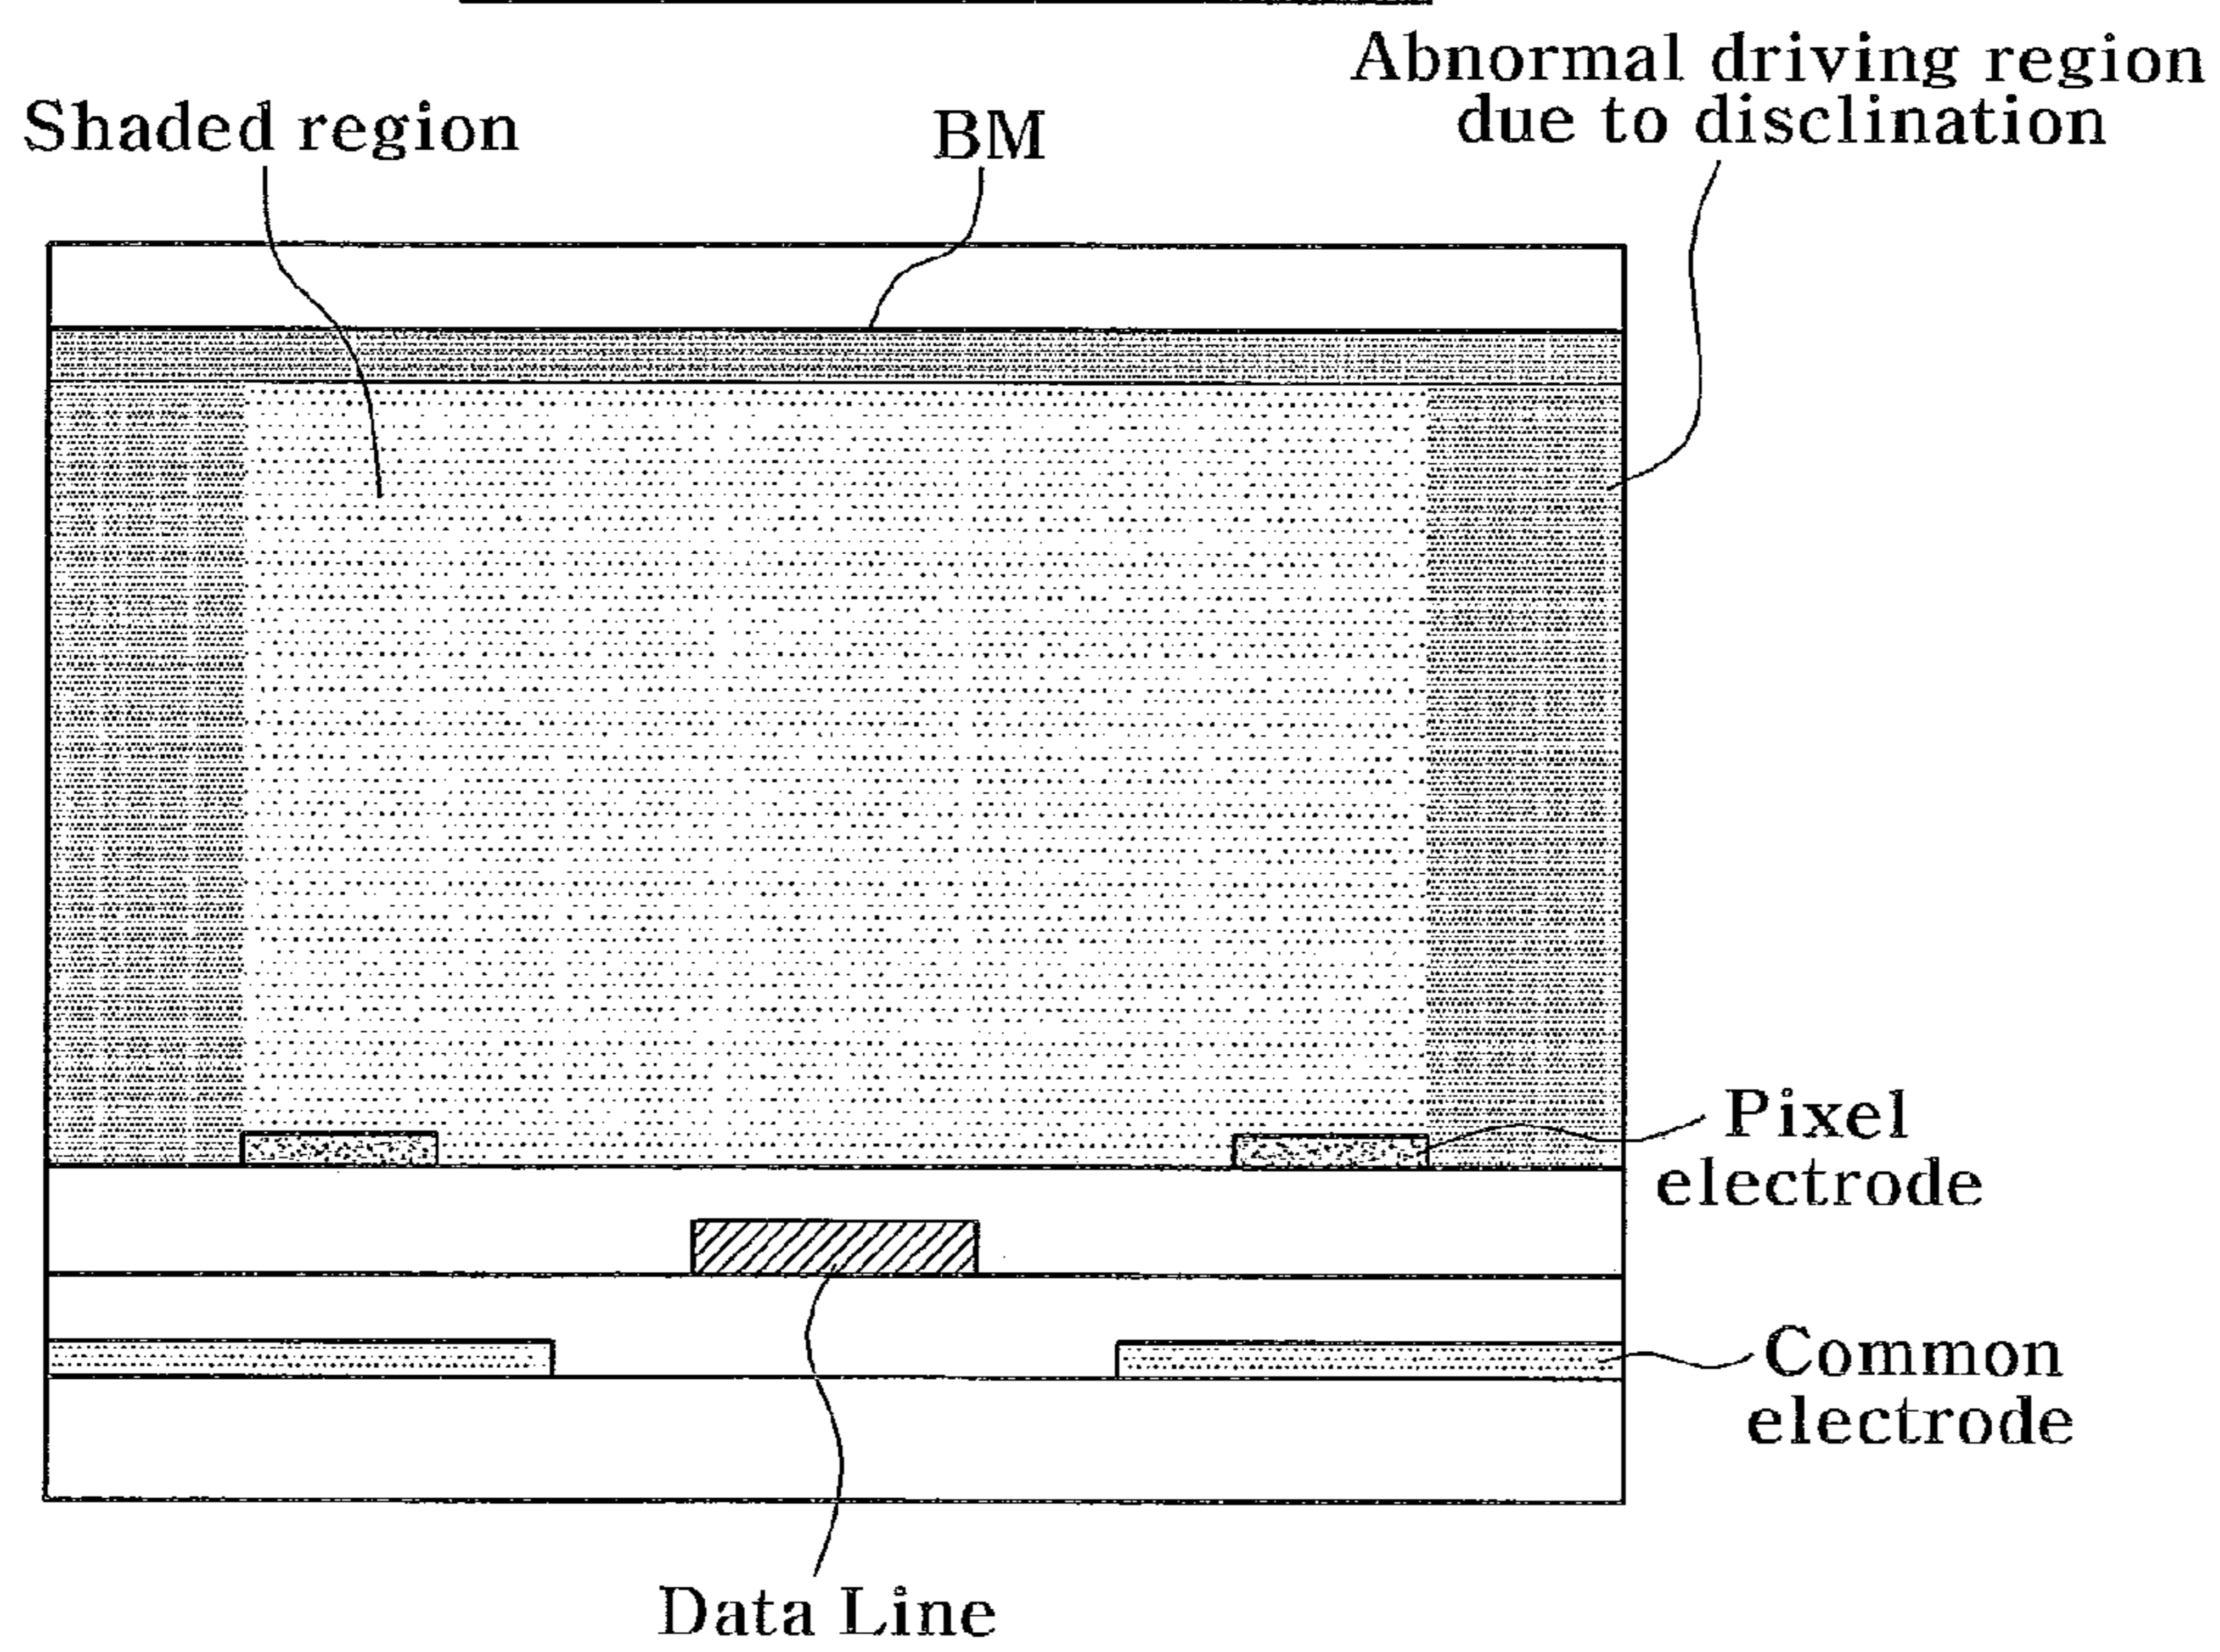 Abnormal driving region
due to disclination
Shaded region
BM
Pixel
electrode
Common
electrode
Data Line